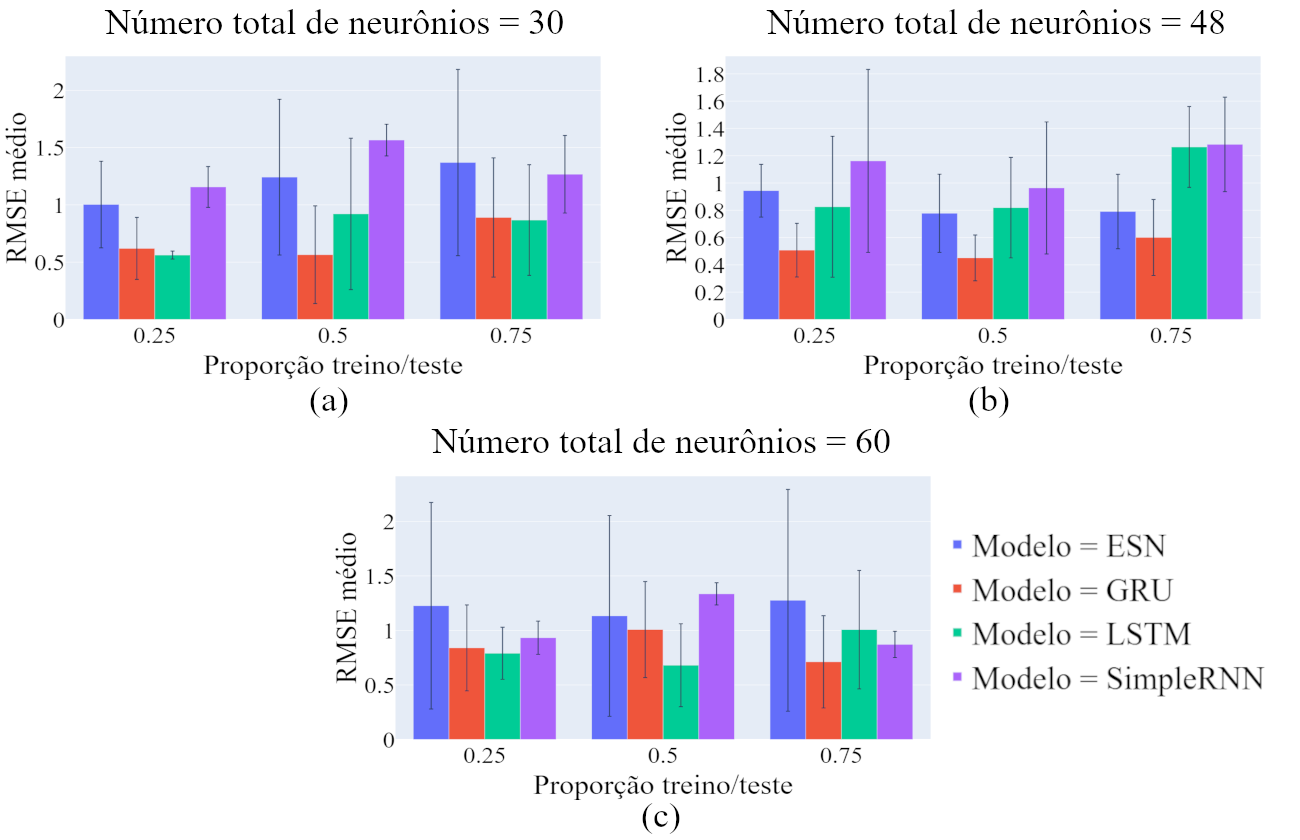 Número total de neurônios = 30
RMSE médio
2
1.5
1
0.5
0
0.25
0.5
0.75
Proporção treino/teste
(a)
Número total de neurônios = 48
RMSE médio
1.8
1.6
1.4
1.2
1
0.8
0.6
0.4
0.2
0
0.25
0.5
0.75
Proporção treino/teste
(b)
Número total de neurônios = 60
RMSE médio
2
1.5
1
0.5
0
0.25
0.5
0.75
Proporção treino/teste
(c)
Modelo = ESN
Modelo = GRU
Modelo = LSTM
Modelo = SimpleRNN